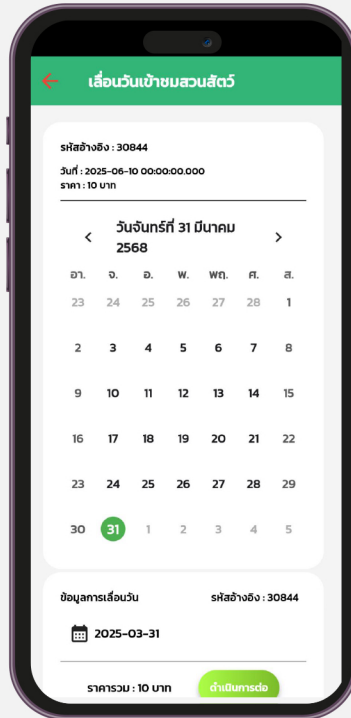 เลื่อนวันเข้าชมสวนสัตว์
รหัสอ้างอิง : 30844
วันที่ : 2025-06-10 00:00:00.000
ราคา : 10 บาท
วันจันทร์ที่ 31 มีนาคม
2568
อา. จ. อ. พ. พฤ. ศ. ส.
23 24 25 26 27 28 1
2 3 4 5 6 7 8
9 10 11 12 13 14 15
16 17 18 19 20 21 22
23 24 25 26 27 28 29
30 31 1 2 3 4 5
ข้อมูลการเลื่อนวัน รหัสอ้างอิง : 30844
2025-03-31
ราคารวม : 10 บาท ดำเนินการต่อ